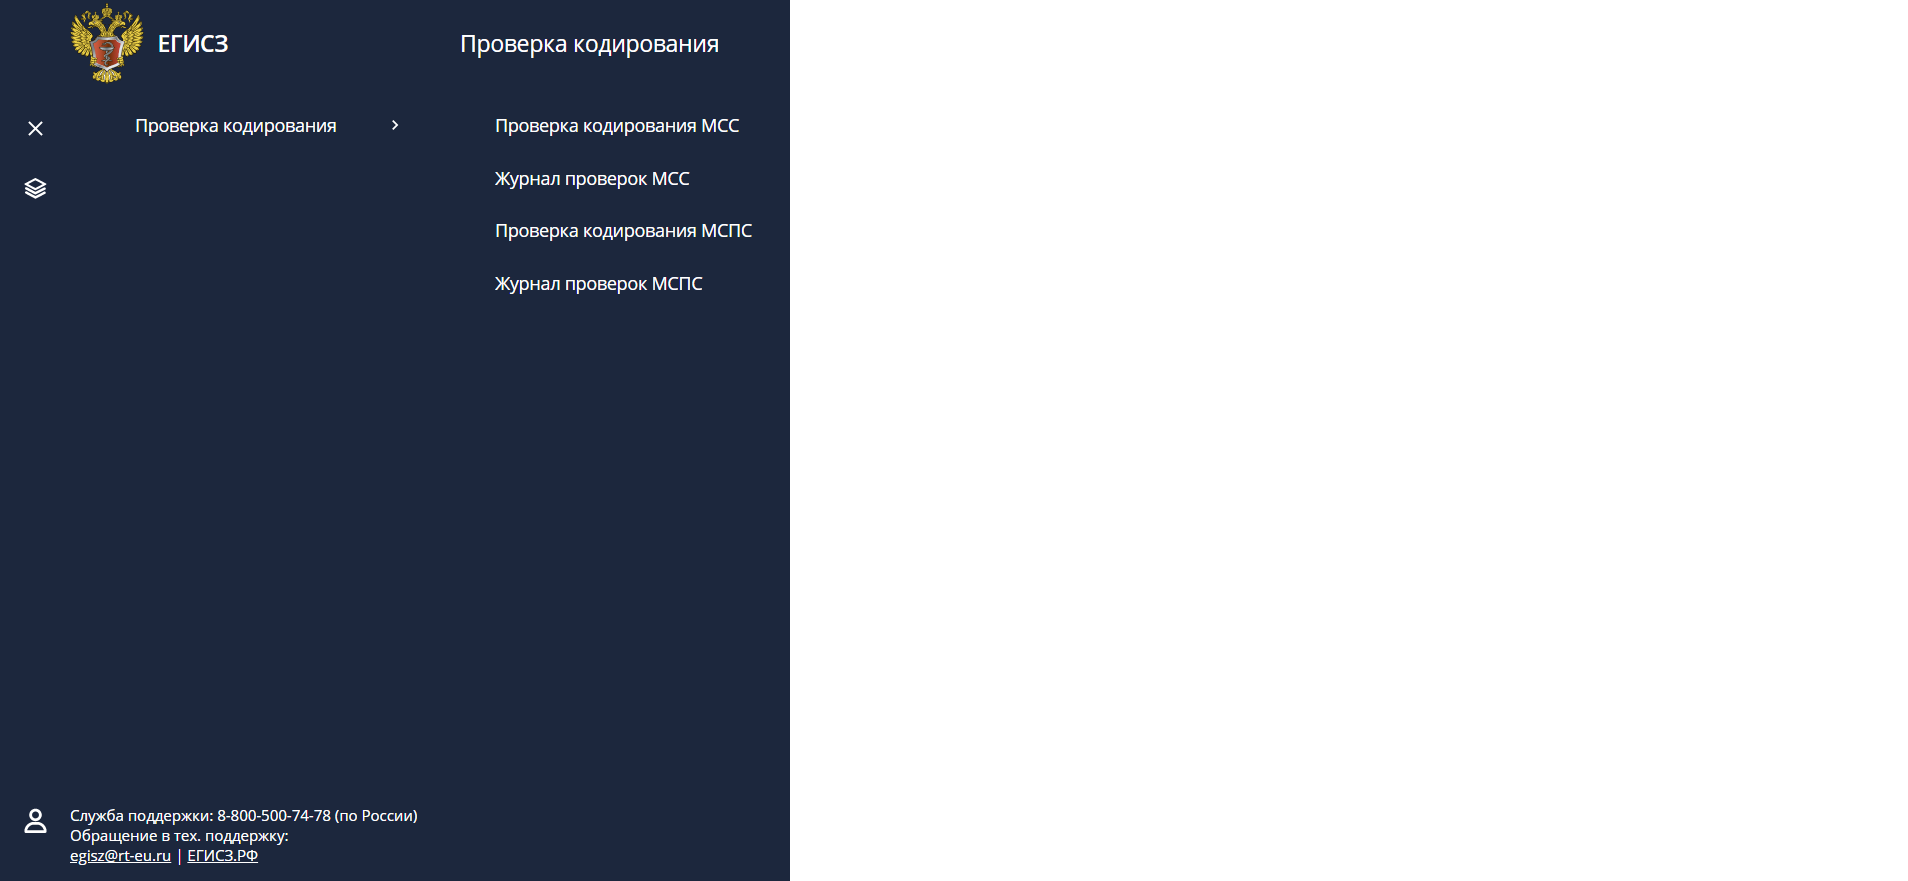 ЕГИСЗ
Проверка кодирования
Проверка кодирования
Проверка кодирования МСС
Журнал проверок МСС
Проверка кодирования МСПС
Журнал проверок МСПС
Служба поддержки: 8-800-500-74-78 (по России)
Обращение в тех. поддержку:
egisz@rt-eu.ru | ЕГИСЗ.РФ